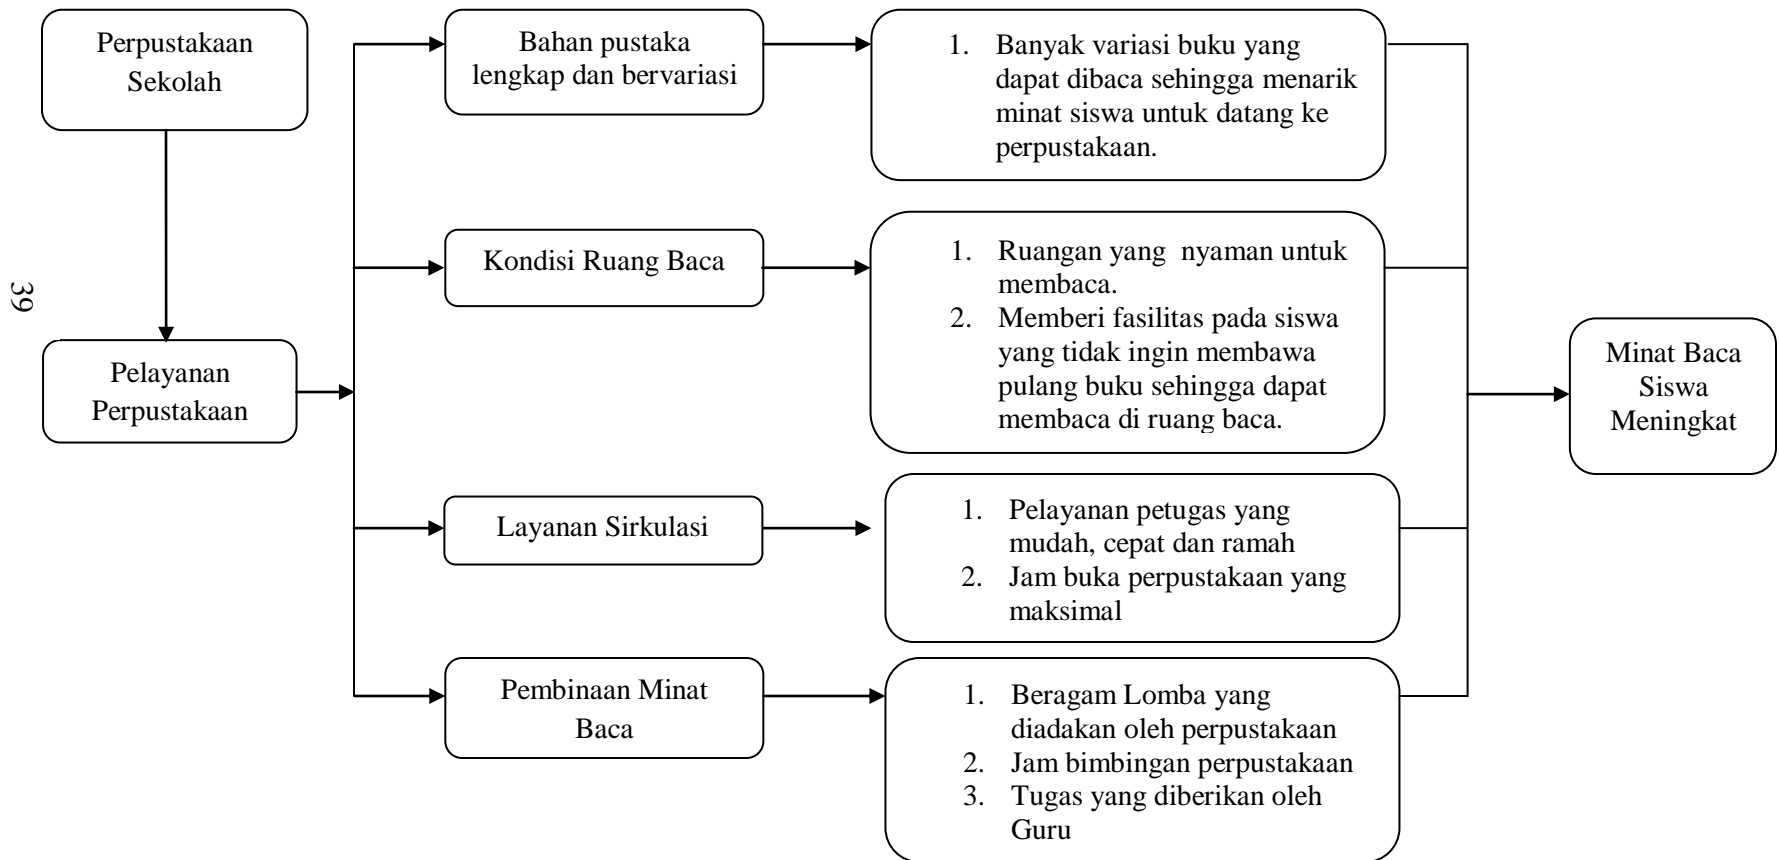 Perpustakaan
Sekolah
Pelayanan
Perpustakaan
Bahan pustaka
lengkap dan bervariasi
1. Banyak variasi buku yang
dapat dibaca sehingga menarik
minat siswa untuk datang ke
perpustakaan.
Kondisi Ruang Baca
1. Ruangan yang nyaman untuk
membaca.
2. Memberi fasilitas pada siswa
yang tidak ingin membawa
pulang buku sehingga dapat
membaca di ruang baca.
Layanan Sirkulasi
1. Pelayanan petugas yang
mudah, cepat dan ramah
2. Jam buka perpustakaan yang
maksimal
Pembinaan Minat
Baca
1. Beragam Lomba yang
diadakan oleh perpustakaan
2. Jam bimbingan perpustakaan
3. Tugas yang diberikan oleh
Guru
Minat Baca
Siswa
Meningkat
39